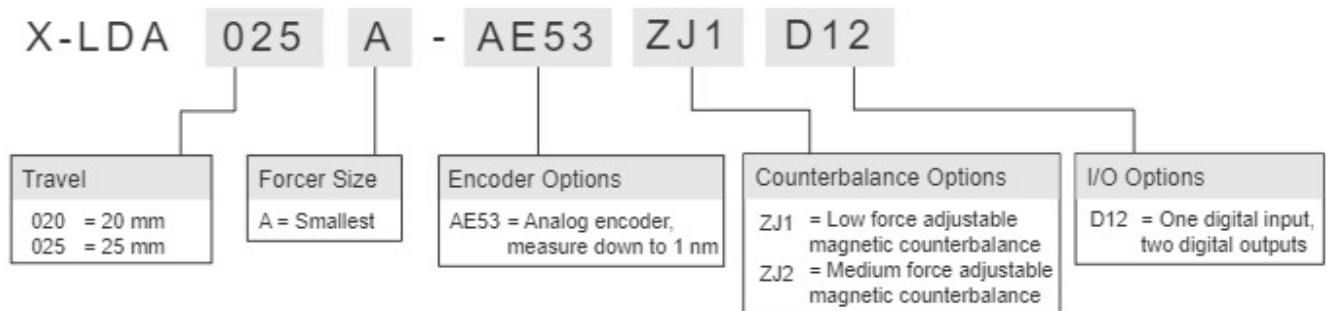 X-LDA 025 A - AE53 ZJ1 D12
Travel
020 = 20 mm
025 = 25 mm
Forcer Size
A = Smallest
Encoder Options
AE53 = Analog encoder,
measure down to 1 nm
Counterbalance Options
ZJ1 = Low force adjustable
magnetic counterbalance
ZJ2 = Medium force adjustable
magnetic counterbalance
I/O Options
D12 = One digital input,
two digital outputs